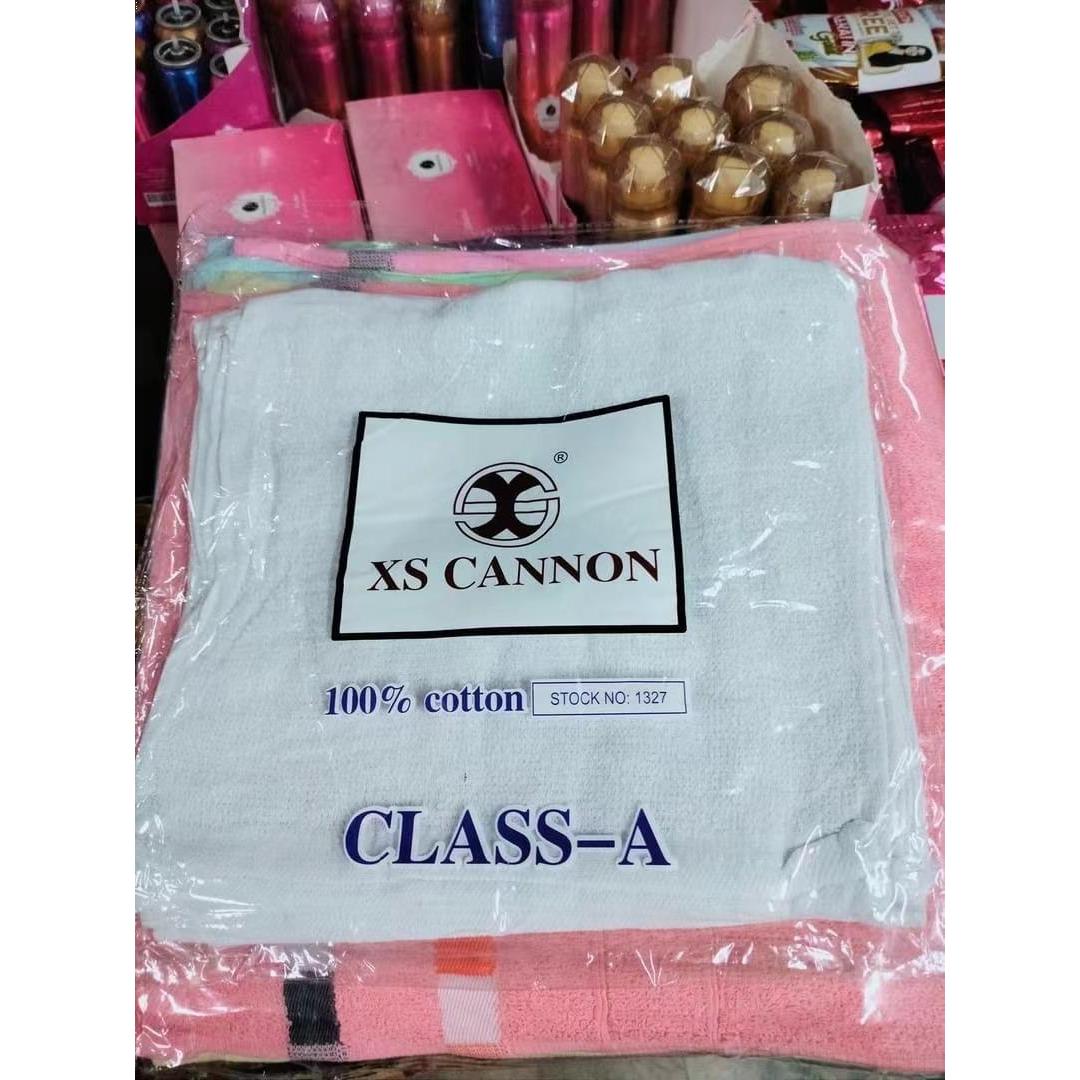 ®
XS CANNON
100% cotton
STOCK NO: 1327
CLASS-A